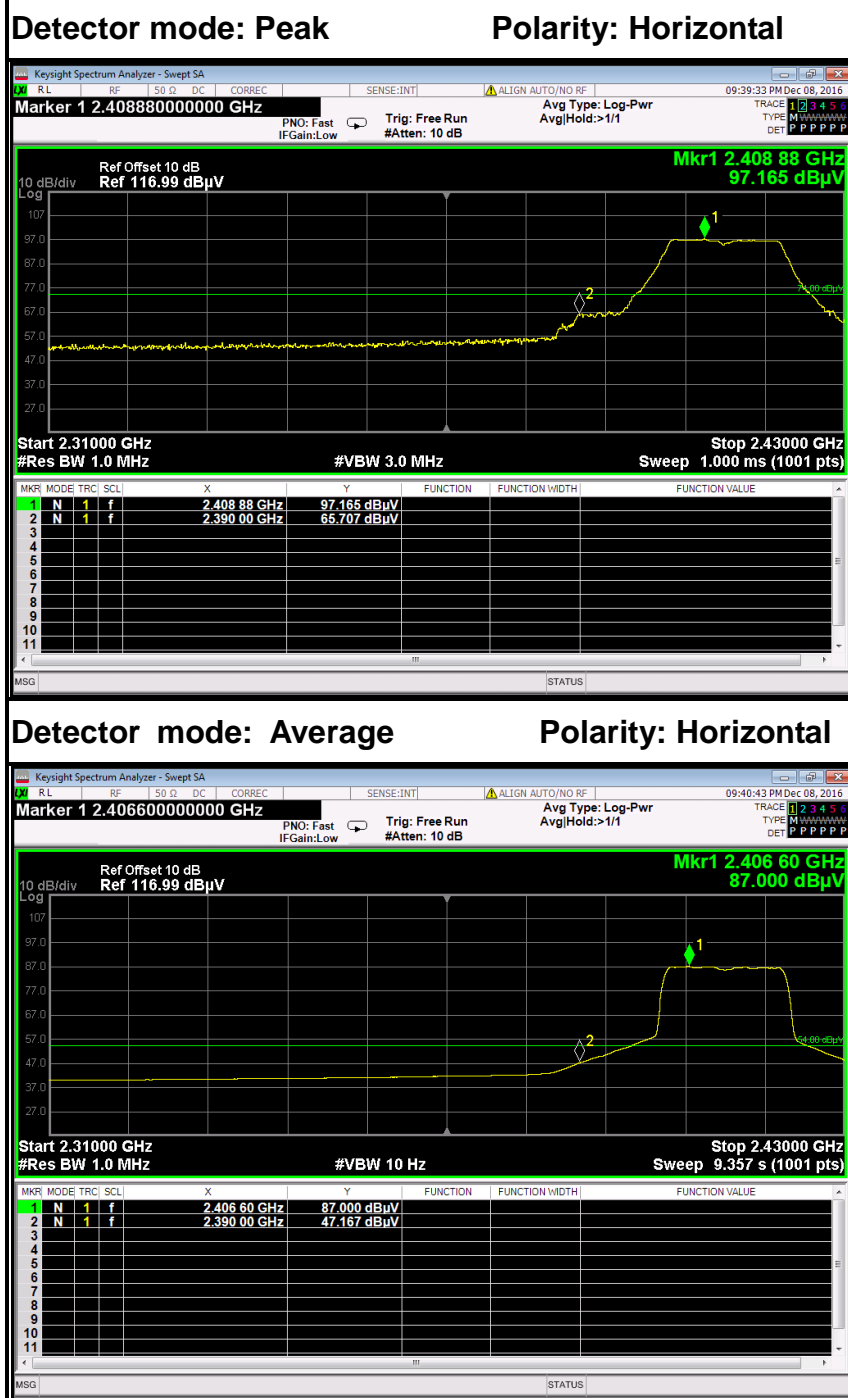 Detector mode: Peak Polarity: Horizontal
Keysight Spectrum Analyzer - Swept SA
LXI RL RF 50 Ω DC CORREC SENSE:INT ALIGN AUTO/NO RF 09:39:33 PM Dec 08, 2016
Marker 1 2.408880000000 GHz
PNO: Fast
IFGain:Low
Trig: Free Run
#Atten: 10 dB
Avg Type: Log-Pwr
Avg|Hold:>1/1
TRACE 1 2 3 4 5 6
TYPE M WWWWW
DET P P P P P P
Mkr1 2.408 88 GHz
97.165 dBµV
10 dB/div
Log
Ref Offset 10 dB
Ref 116.99 dBµV
107
97.0
87.0
77.0
67.0
57.0
47.0
37.0
27.0
1
2
74.00 dBµV
Start 2.31000 GHz Stop 2.43000 GHz
#Res BW 1.0 MHz #VBW 3.0 MHz Sweep 1.000 ms (1001 pts)
MKR MODE TRC SCL X Y FUNCTION FUNCTION WIDTH FUNCTION VALUE
1 N 1 f 2.408 88 GHz 97.165 dBµV
2 N 1 f 2.390 00 GHz 65.707 dBµV
3
4
5
6
7
8
9
10
11
MSG STATUS
Detector mode: Average Polarity: Horizontal
Keysight Spectrum Analyzer - Swept SA
LXI RL RF 50 Ω DC CORREC SENSE:INT ALIGN AUTO/NO RF 09:40:43 PM Dec 08, 2016
Marker 1 2.406600000000 GHz
PNO: Fast
IFGain:Low
Trig: Free Run
#Atten: 10 dB
Avg Type: Log-Pwr
Avg|Hold:>1/1
TRACE 1 2 3 4 5 6
TYPE M WWWWW
DET P P P P P P
Mkr1 2.406 60 GHz
87.000 dBµV
10 dB/div
Log
Ref Offset 10 dB
Ref 116.99 dBµV
107
97.0
87.0
77.0
67.0
57.0
47.0
37.0
27.0
1
2
54.00 dBµV
Start 2.31000 GHz Stop 2.43000 GHz
#Res BW 1.0 MHz #VBW 10 Hz Sweep 9.357 s (1001 pts)
MKR MODE TRC SCL X Y FUNCTION FUNCTION WIDTH FUNCTION VALUE
1 N 1 f 2.406 60 GHz 87.000 dBµV
2 N 1 f 2.390 00 GHz 47.167 dBµV
3
4
5
6
7
8
9
10
11
MSG STATUS